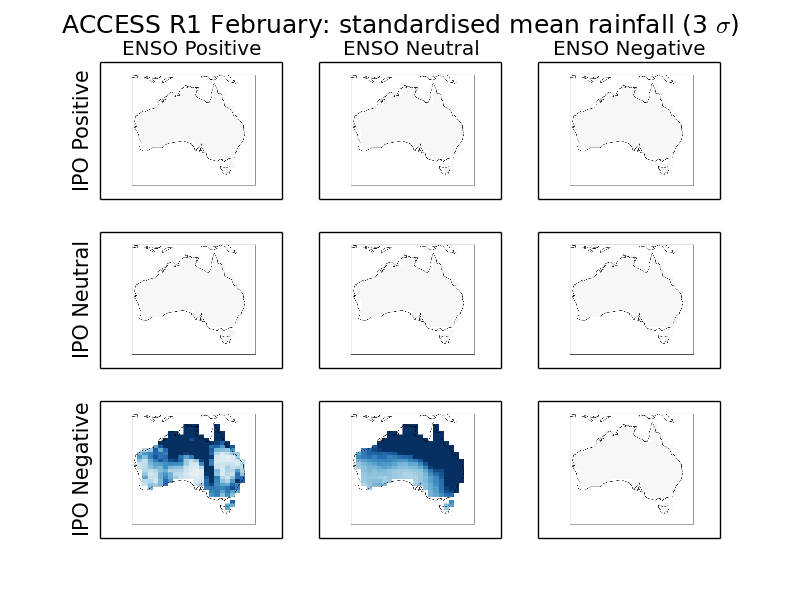 ACCESS R1 February: standardised mean rainfall (3 σ)
ENSO Positive ENSO Neutral ENSO Negative
IPO Positive
IPO Neutral
IPO Negative